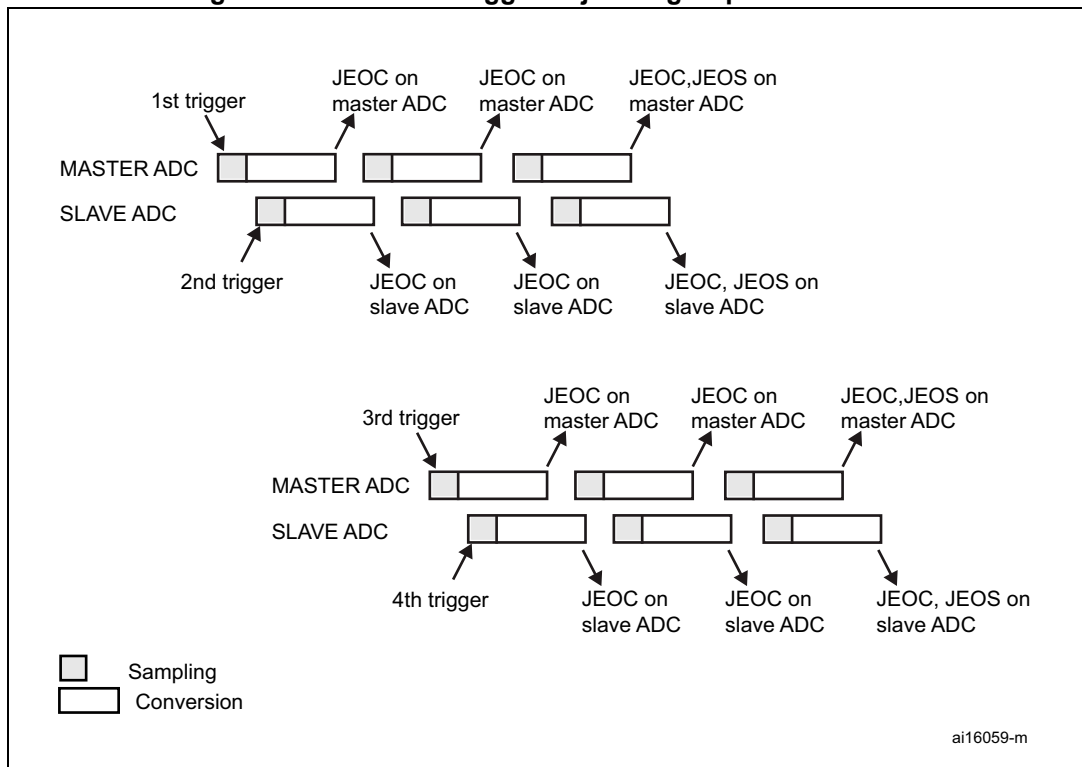 JEOC on
master ADC
JEOC on
master ADC
JEOC,JEOS on
master ADC
1st trigger
MASTER ADC
SLAVE ADC
2nd trigger
JEOC on
slave ADC
JEOC on
slave ADC
JEOC, JEOS on
slave ADC
JEOC on
master ADC
JEOC on
master ADC
JEOC,JEOS on
master ADC
3rd trigger
MASTER ADC
SLAVE ADC
4th trigger
JEOC on
slave ADC
JEOC on
slave ADC
JEOC, JEOS on
slave ADC
Sampling
Conversion
ai16059-m